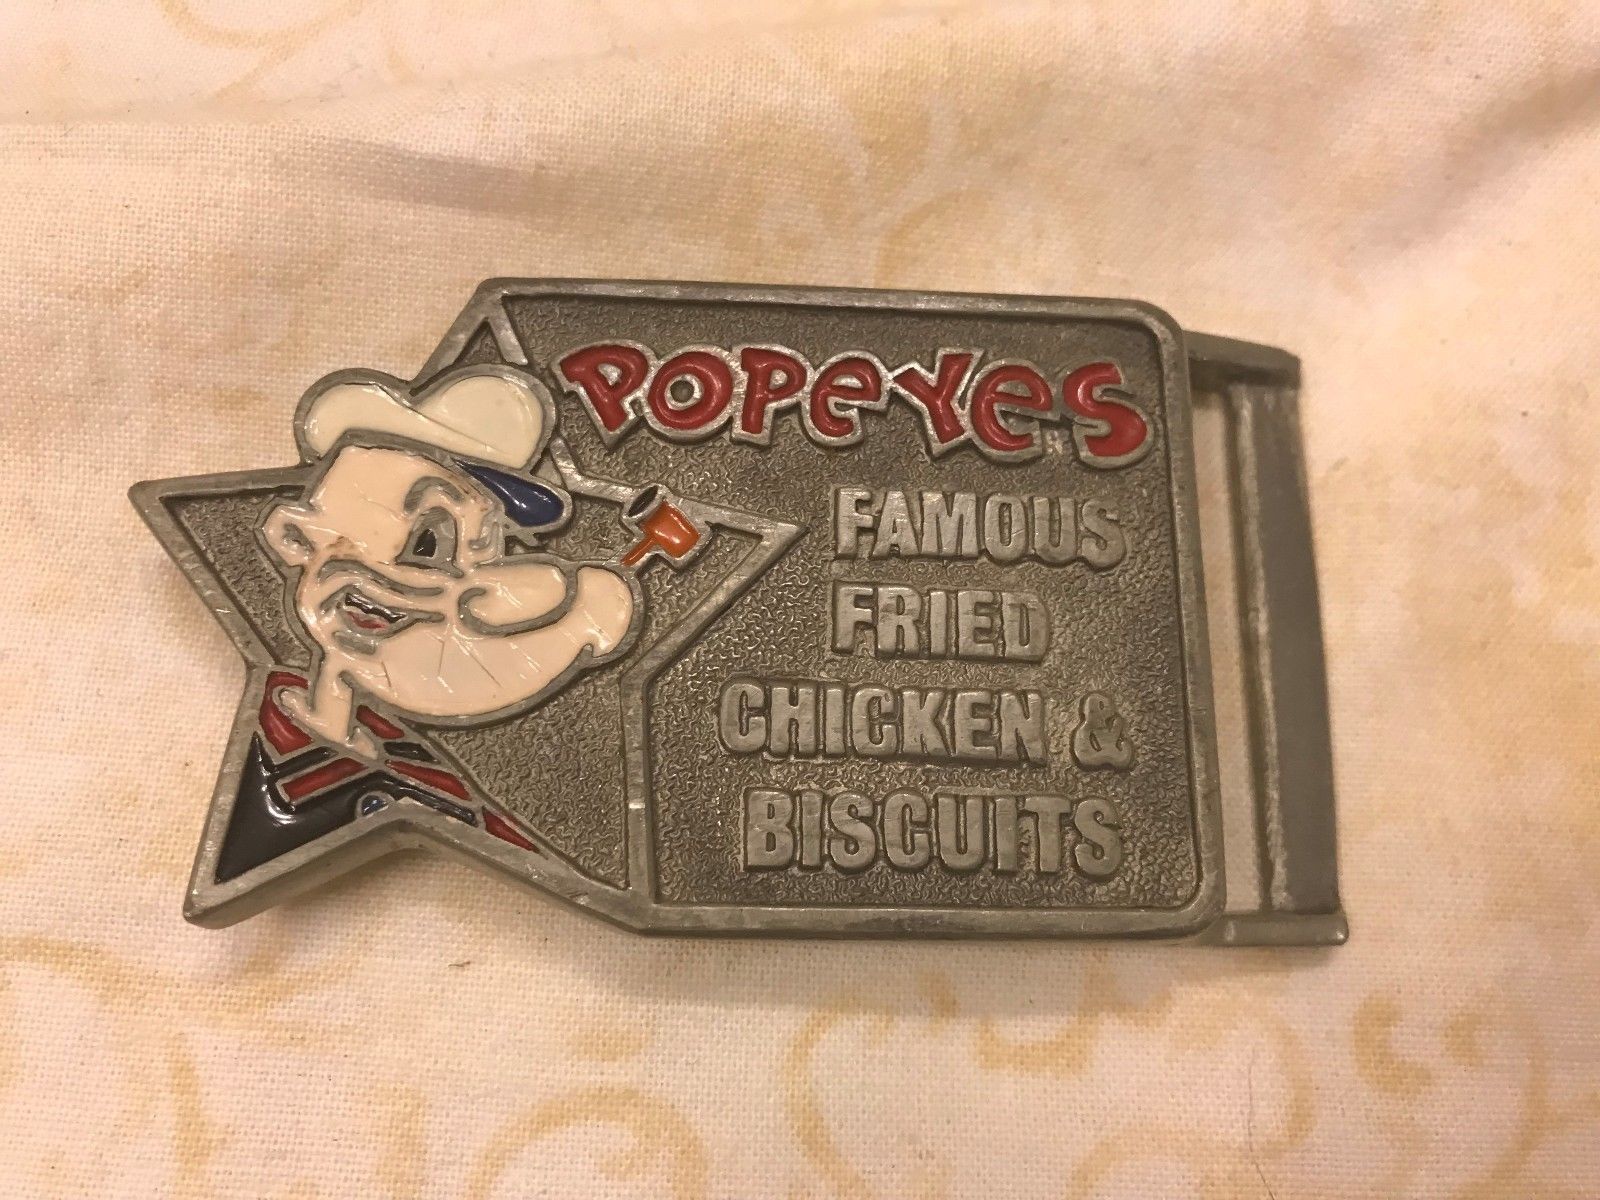 POPEYES
FAMOUS
FRIED
CHICKEN &
BISCUITS